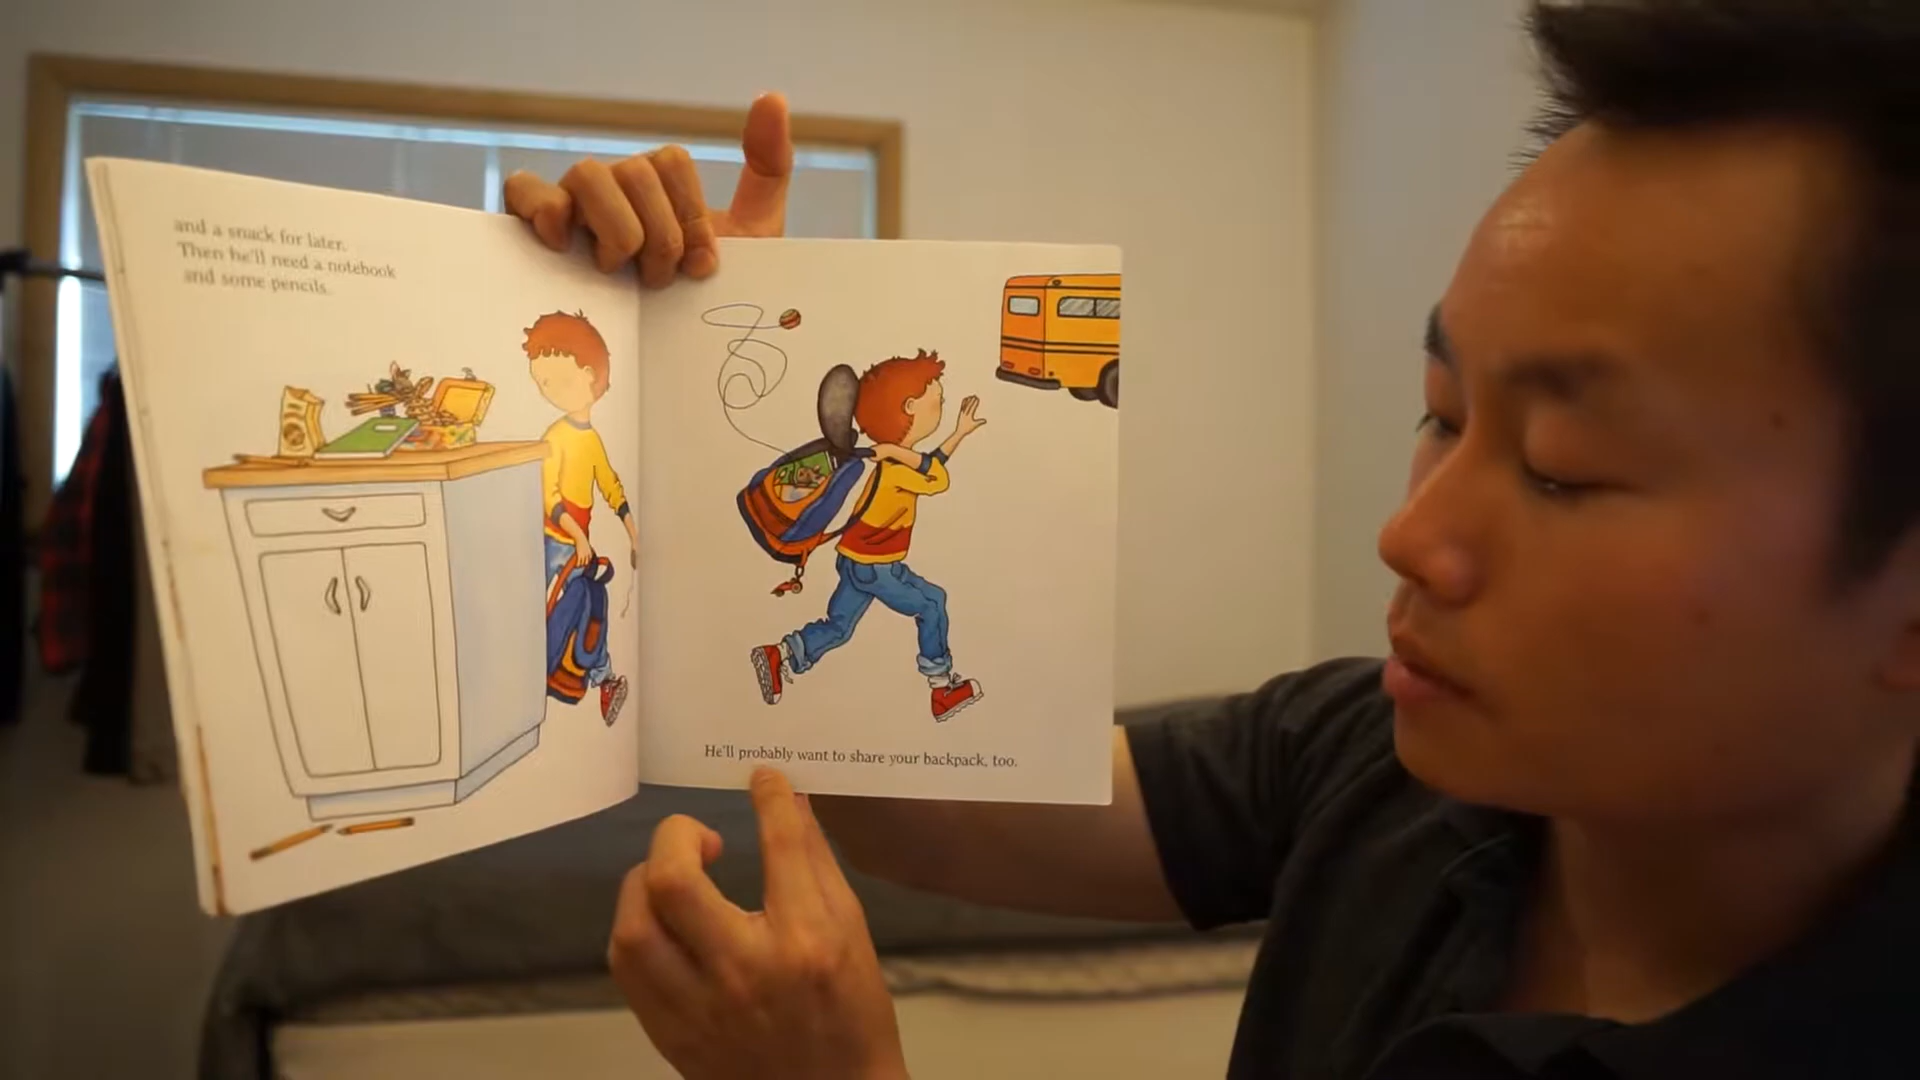 and a snack for later.
Then he'll need a notebook
and some pencils.
He'll probably want to share your backpack, too.